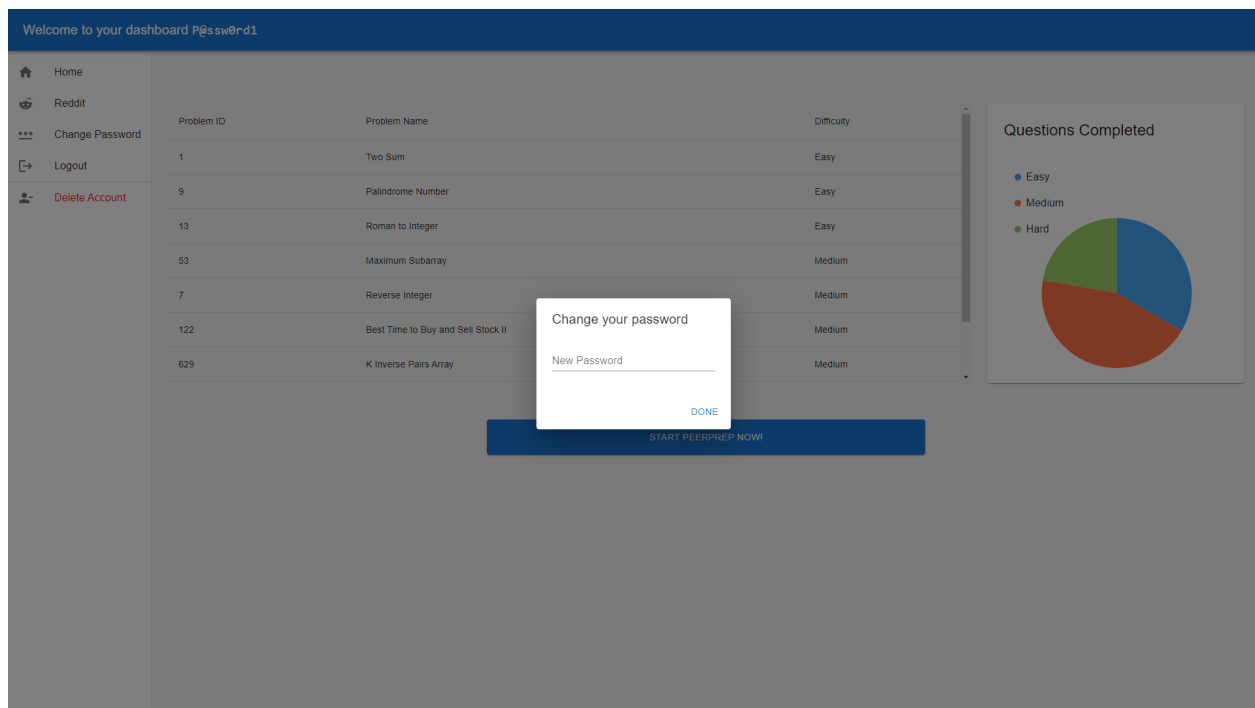 Welcome to your dashboard P@ssw0rd1
Home
Reddit
Change Password
Logout
Delete Account
Problem ID Problem Name Difficulty
1 Two Sum Easy
9 Palindrome Number Easy
13 Roman to Integer Easy
53 Maximum Subarray Medium
7 Reverse Integer Medium
122 Best Time to Buy and Sell Stock II Medium
629 K Inverse Pairs Array Medium
Questions Completed
Easy
Medium
Hard
Change your password
New Password
DONE
START PEERPREP NOW!